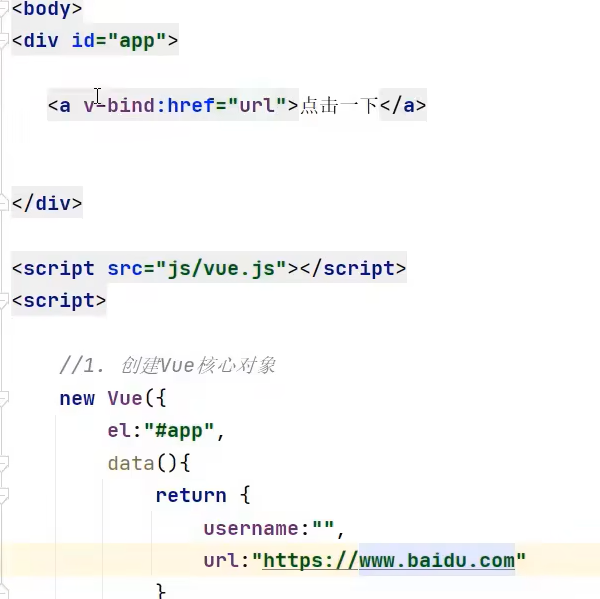 <body>
<div id="app">
<a v-bind:href="url">点击一下</a>
</div>
<script src="js/vue.js"></script>
<script>
//1. 创建Vue核心对象
new Vue({
el:"#app",
data(){
return {
username:"",
url:"https://www.baidu.com"
}